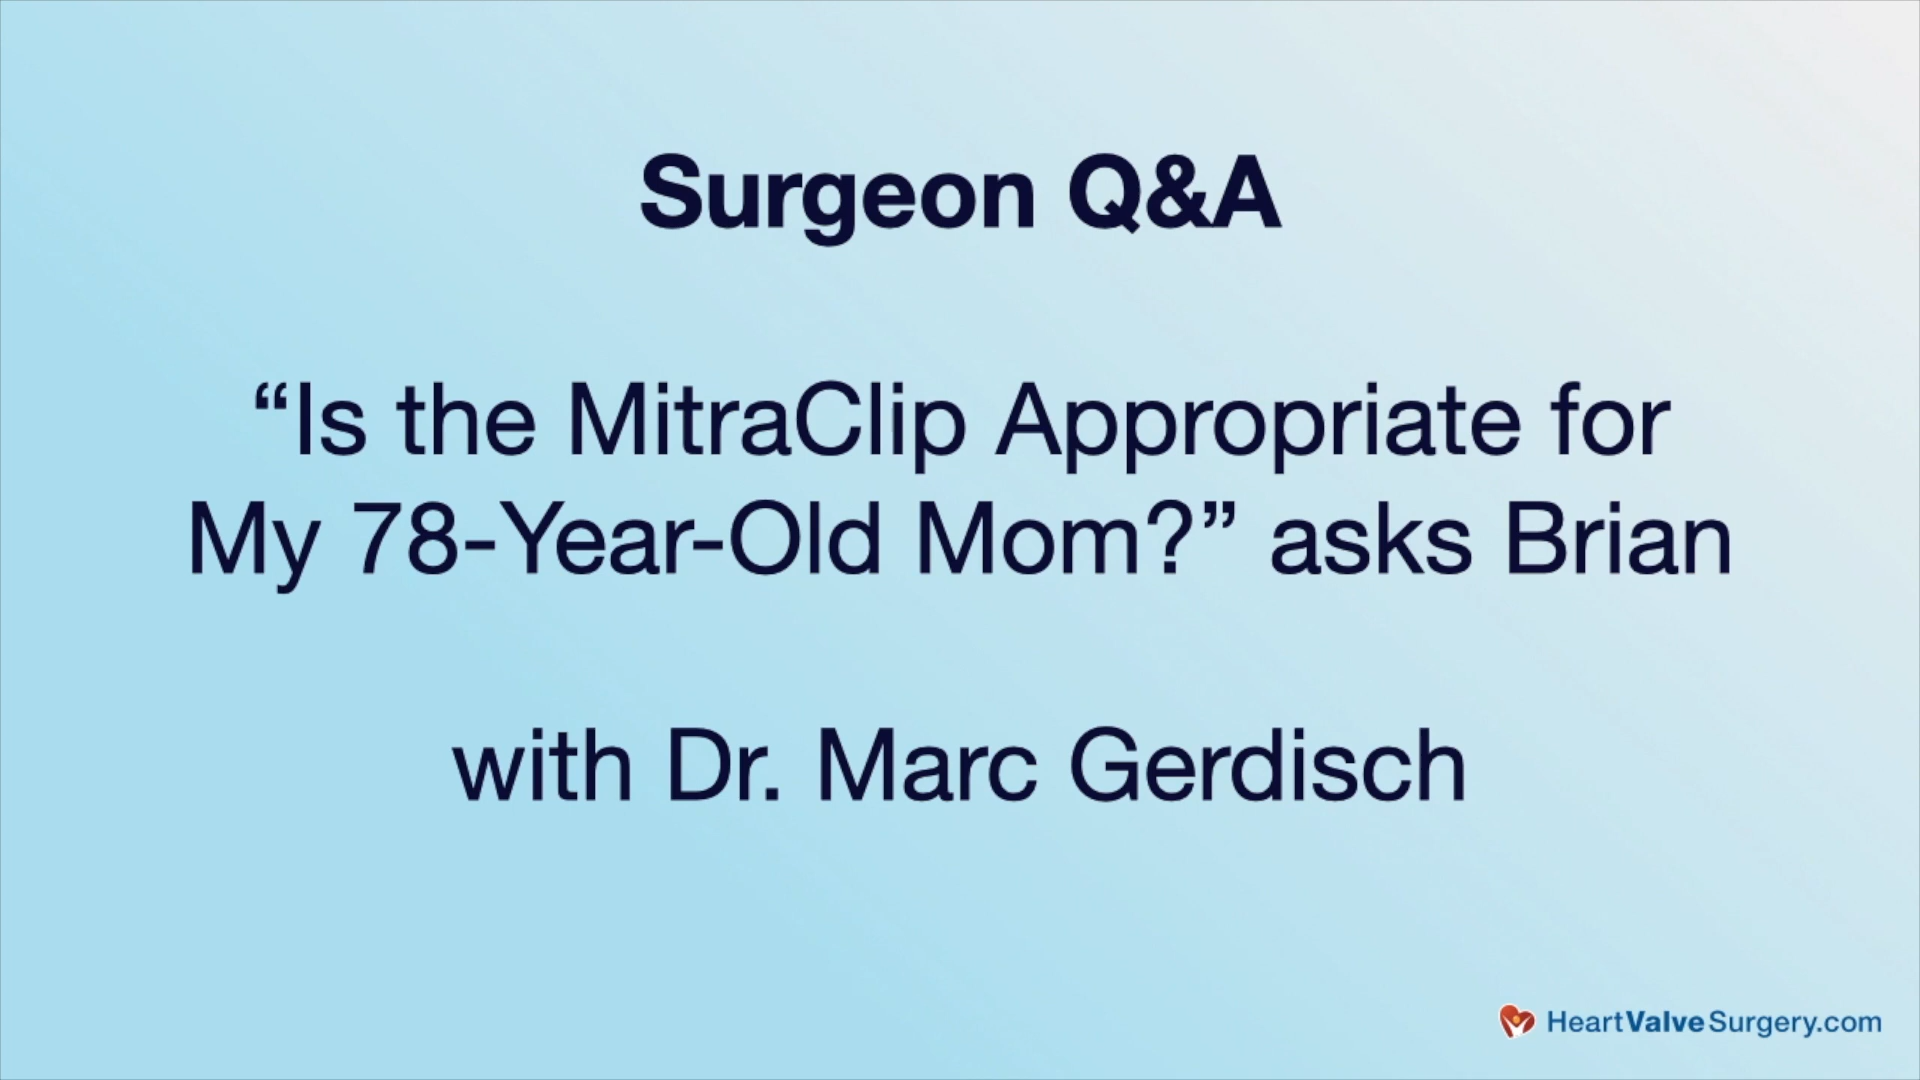 Surgeon Q&A
“Is the MitraClip Appropriate for
My 78-Year-Old Mom?” asks Brian
with Dr. Marc Gerdisch
HeartValveSurgery.com